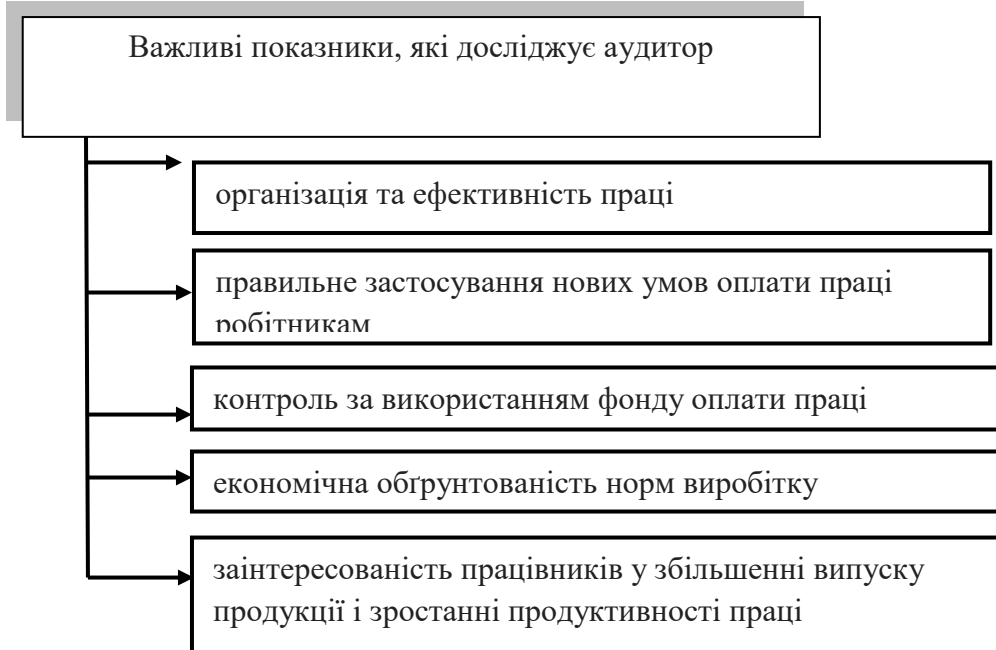 Важливі показники, які досліджує аудитор
організація та ефективність праці
правильне застосування нових умов оплати праці
робітникам
контроль за використанням фонду оплати праці
економічна обґрунтованість норм виробітку
заінтересованість працівників у збільшенні випуску
продукції і зростанні продуктивності праці